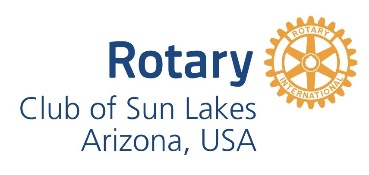 Rotary
Club of Sun Lakes
Arizona, USA
ROTARY
INTERNATIONAL